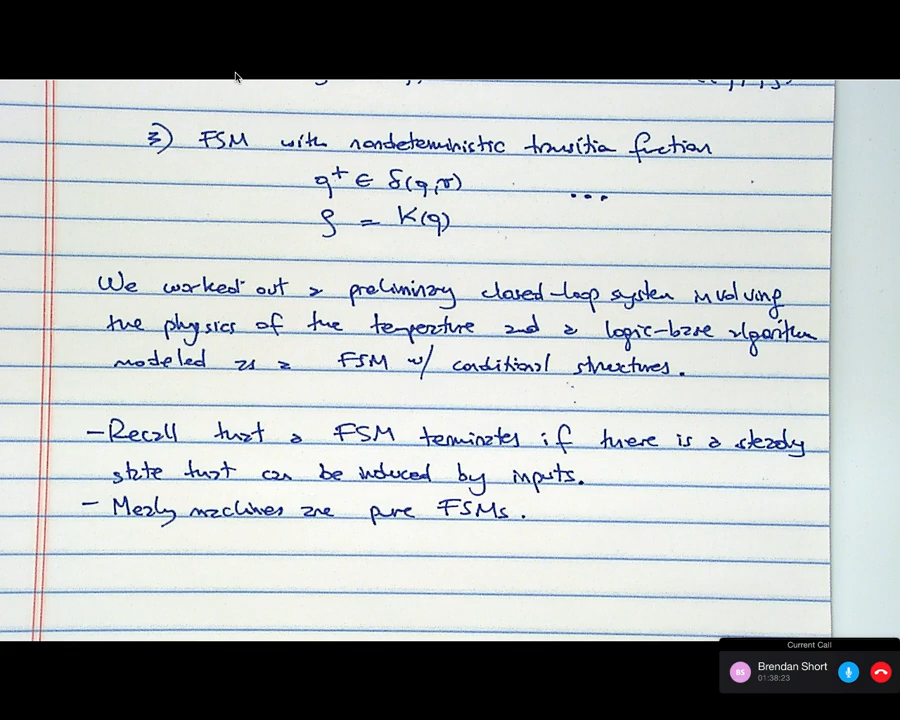 3) FSM with nondeterministic transitio fuction
q+ ∈ δ(q,σ)
...
ζ = K(q)
We worked out a preliminary closed-loop system involving
the physics of the temperature and a logic-base algorithm
modeled as a FSM w/ conditional structures.
- Recall that a FSM terminates if there is a steady
state that can be induced by inputs.
- Mealy machines are pure FSMs.
Current Call
BS
Brendan Short
01:38:23